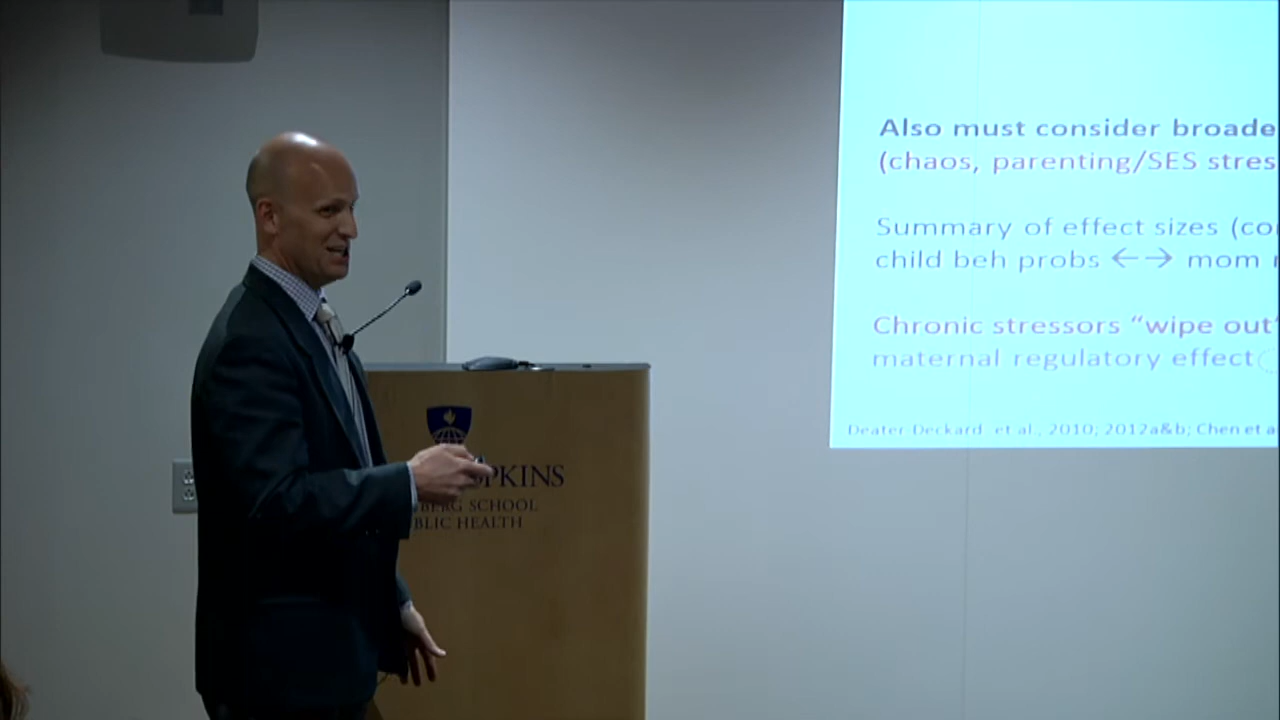 Also must consider broade
(chaos, parenting/SES stres
Summary of effect sizes (co
child beh probs ←→ mom
Chronic stressors "wipe out"
maternal regulatory effect
Deater-Deckard et al., 2010; 2012a&b; Chen et a
PKINS
BERG SCHOOL
BLIC HEALTH